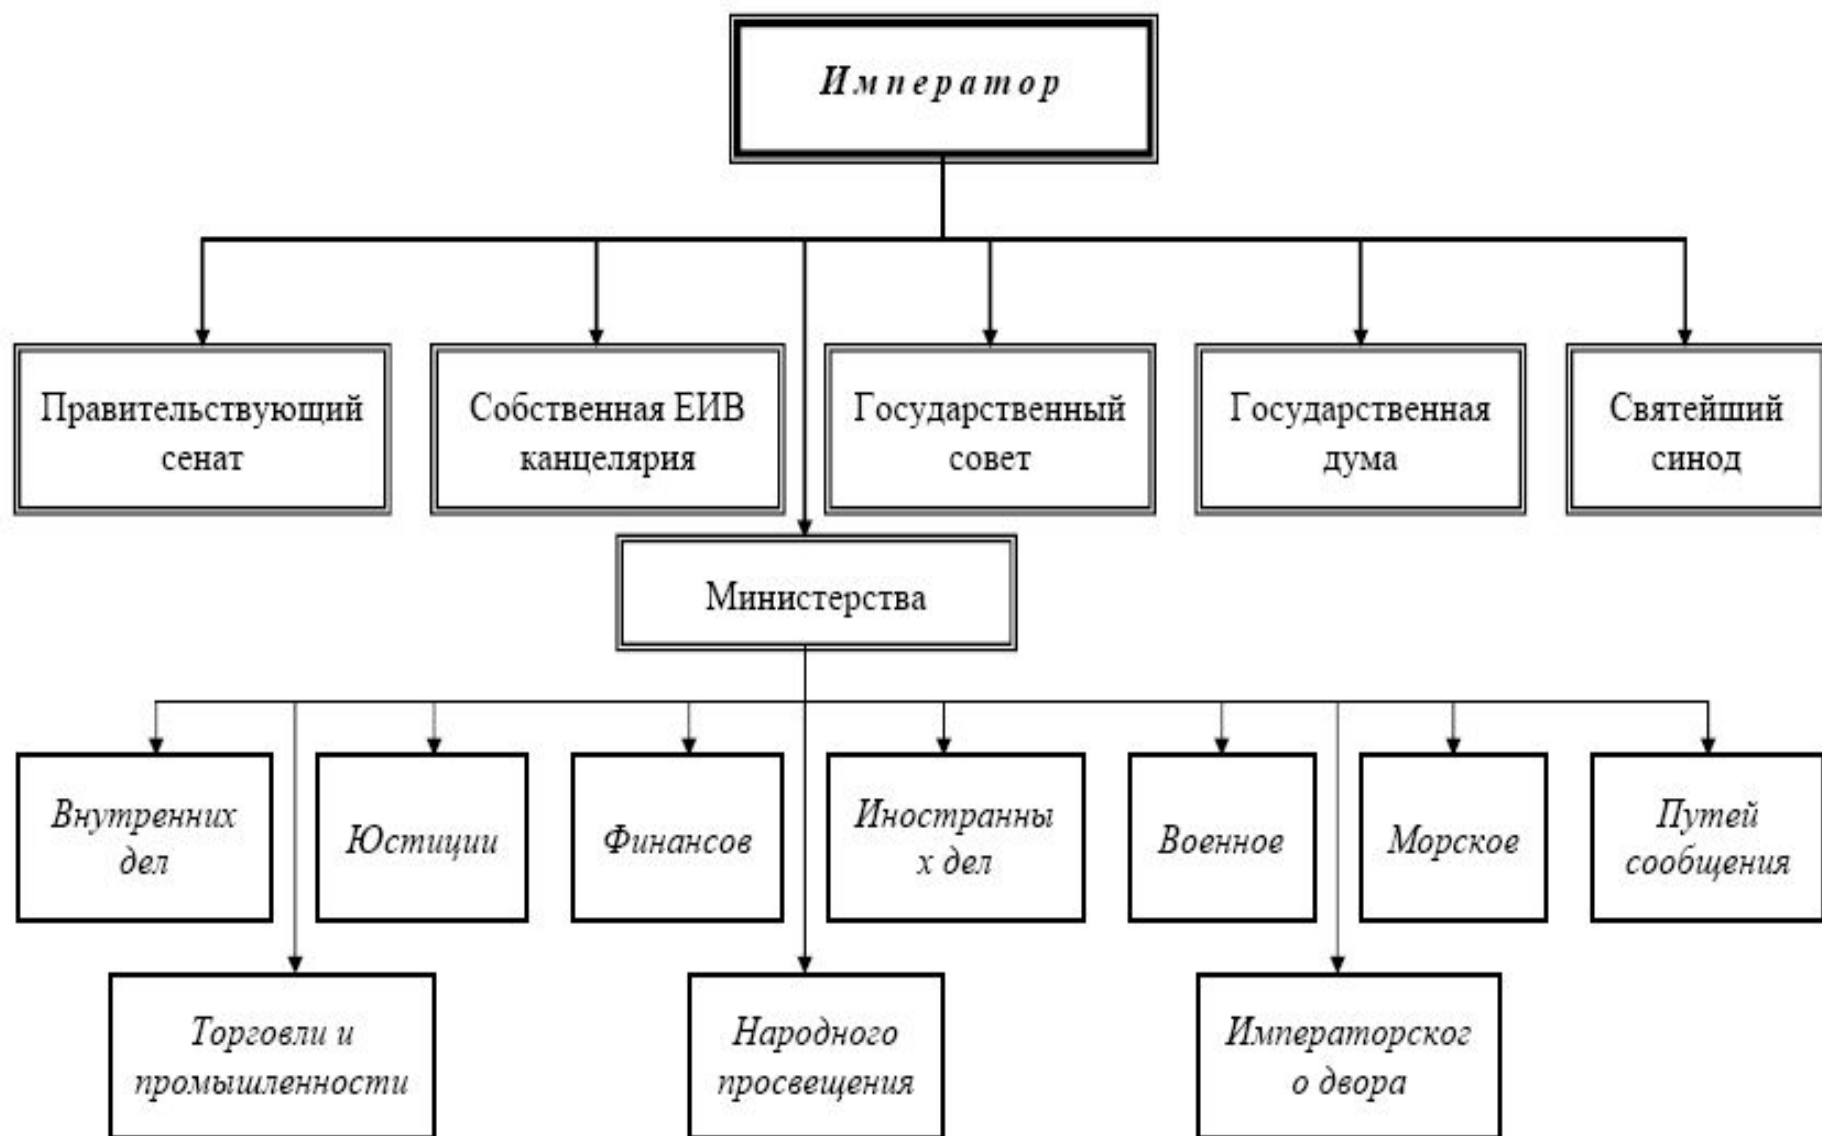 Император
Правительствующий
сенат
Собственная ЕИВ
канцелярия
Государственный
совет
Государственная
дума
Святейший
синод
Министерства
Внутренних
дел
Юстиции
Финансов
Иностранны
х дел
Военное
Морское
Путей
сообщения
Торговли и
промышленности
Народного
просвещения
Императорског
о двора